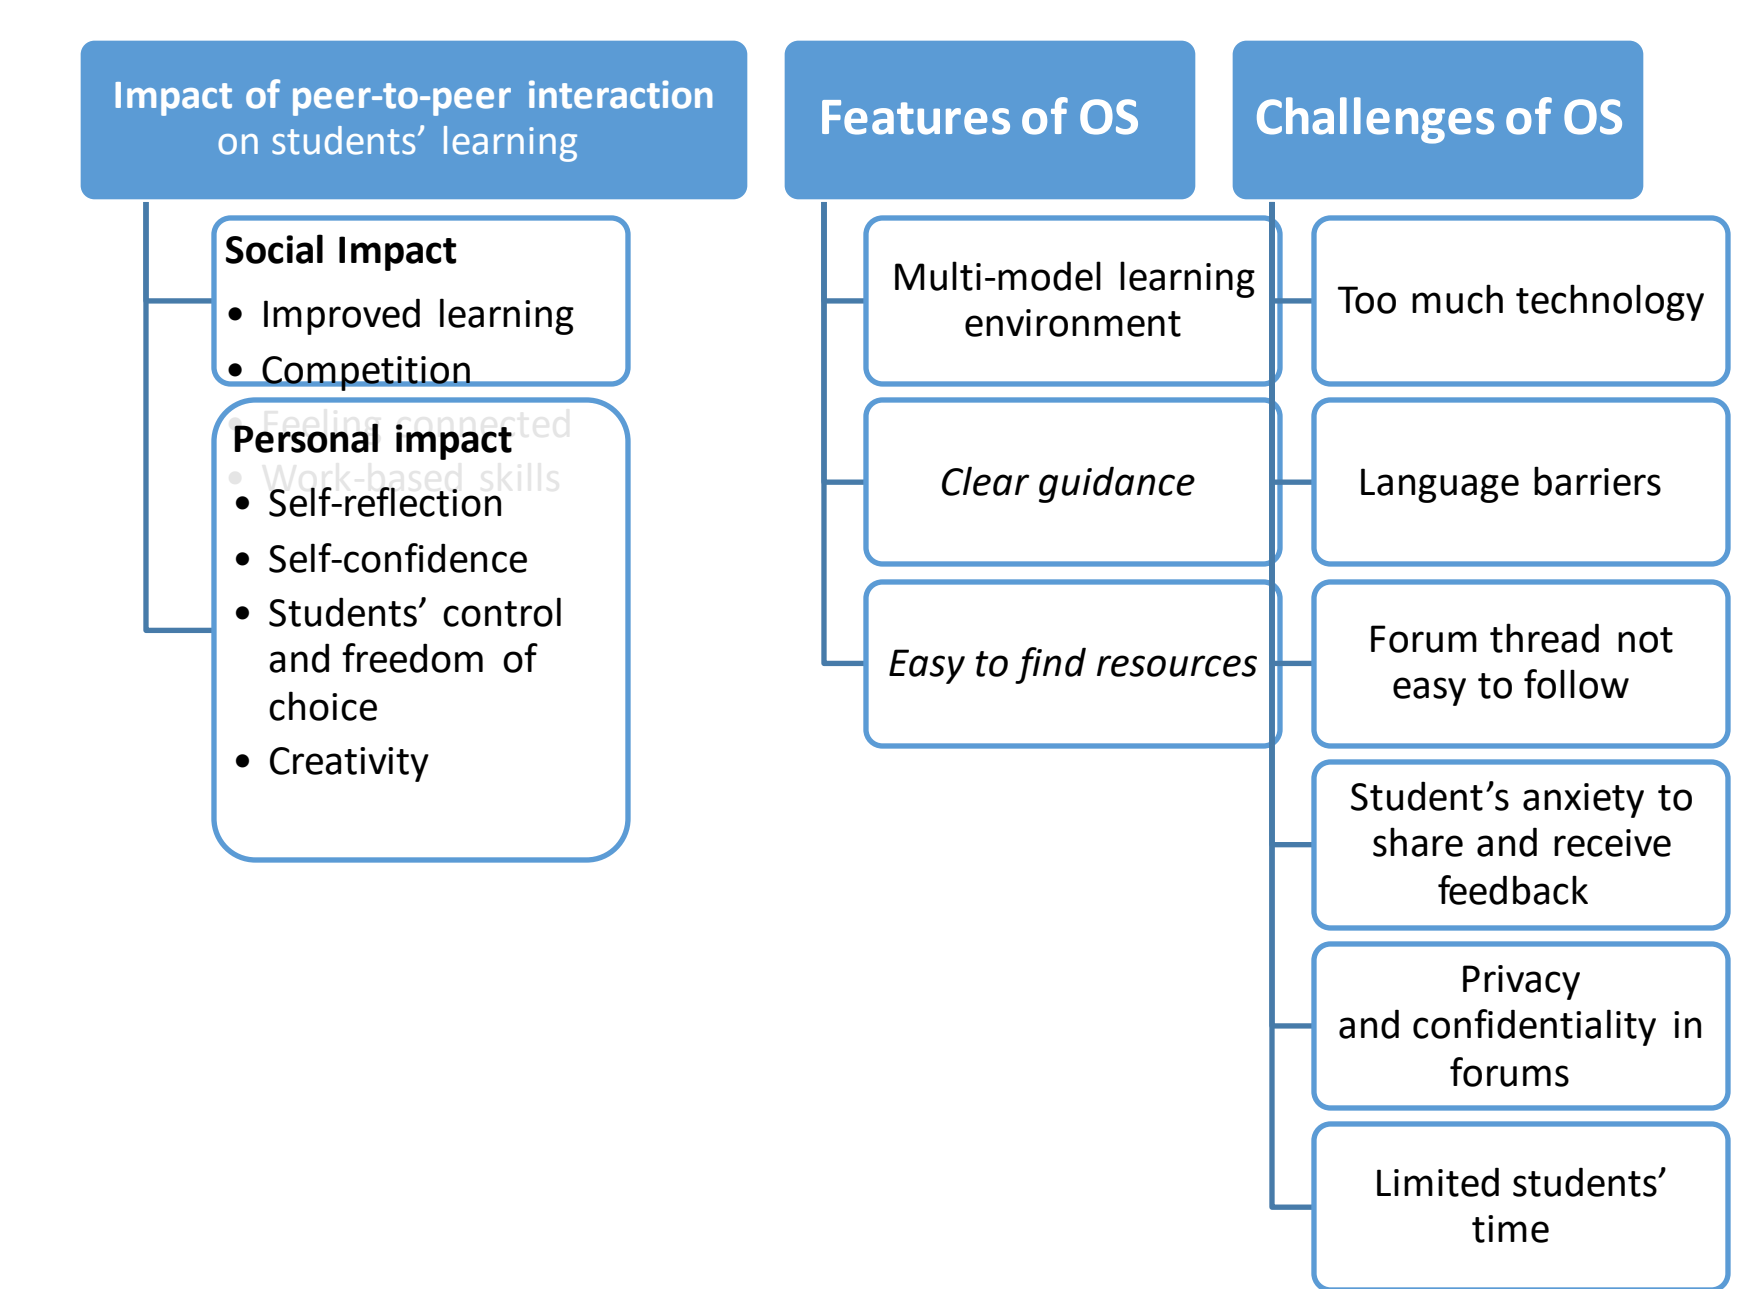 Impact of peer-to-peer interaction
on students’ learning
Social Impact
• Improved learning
• Competition
• Feeling connected
• Work-based skills
Personal impact
• Self-reflection
• Self-confidence
• Students’ control
and freedom of
choice
• Creativity
Features of OS
Multi-model learning
environment
Clear guidance
Easy to find resources
Challenges of OS
Too much technology
Language barriers
Forum thread not
easy to follow
Student’s anxiety to
share and receive
feedback
Privacy
and confidentiality in
forums
Limited students’
time